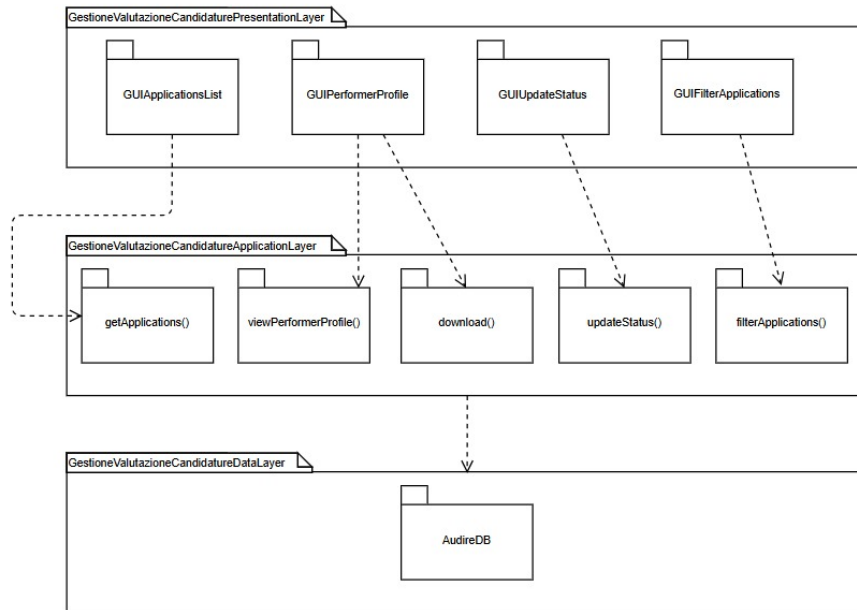 GestioneValutazioneCandidaturePresentationLayer
GUIApplicationsList
GUIPerformerProfile
GUIUpdateStatus
GUIFilterApplications
GestioneValutazioneCandidatureApplicationLayer
getApplications()
viewPerformerProfile()
download()
updateStatus()
filterApplications()
GestioneValutazioneCandidatureDataLayer
AudireDB